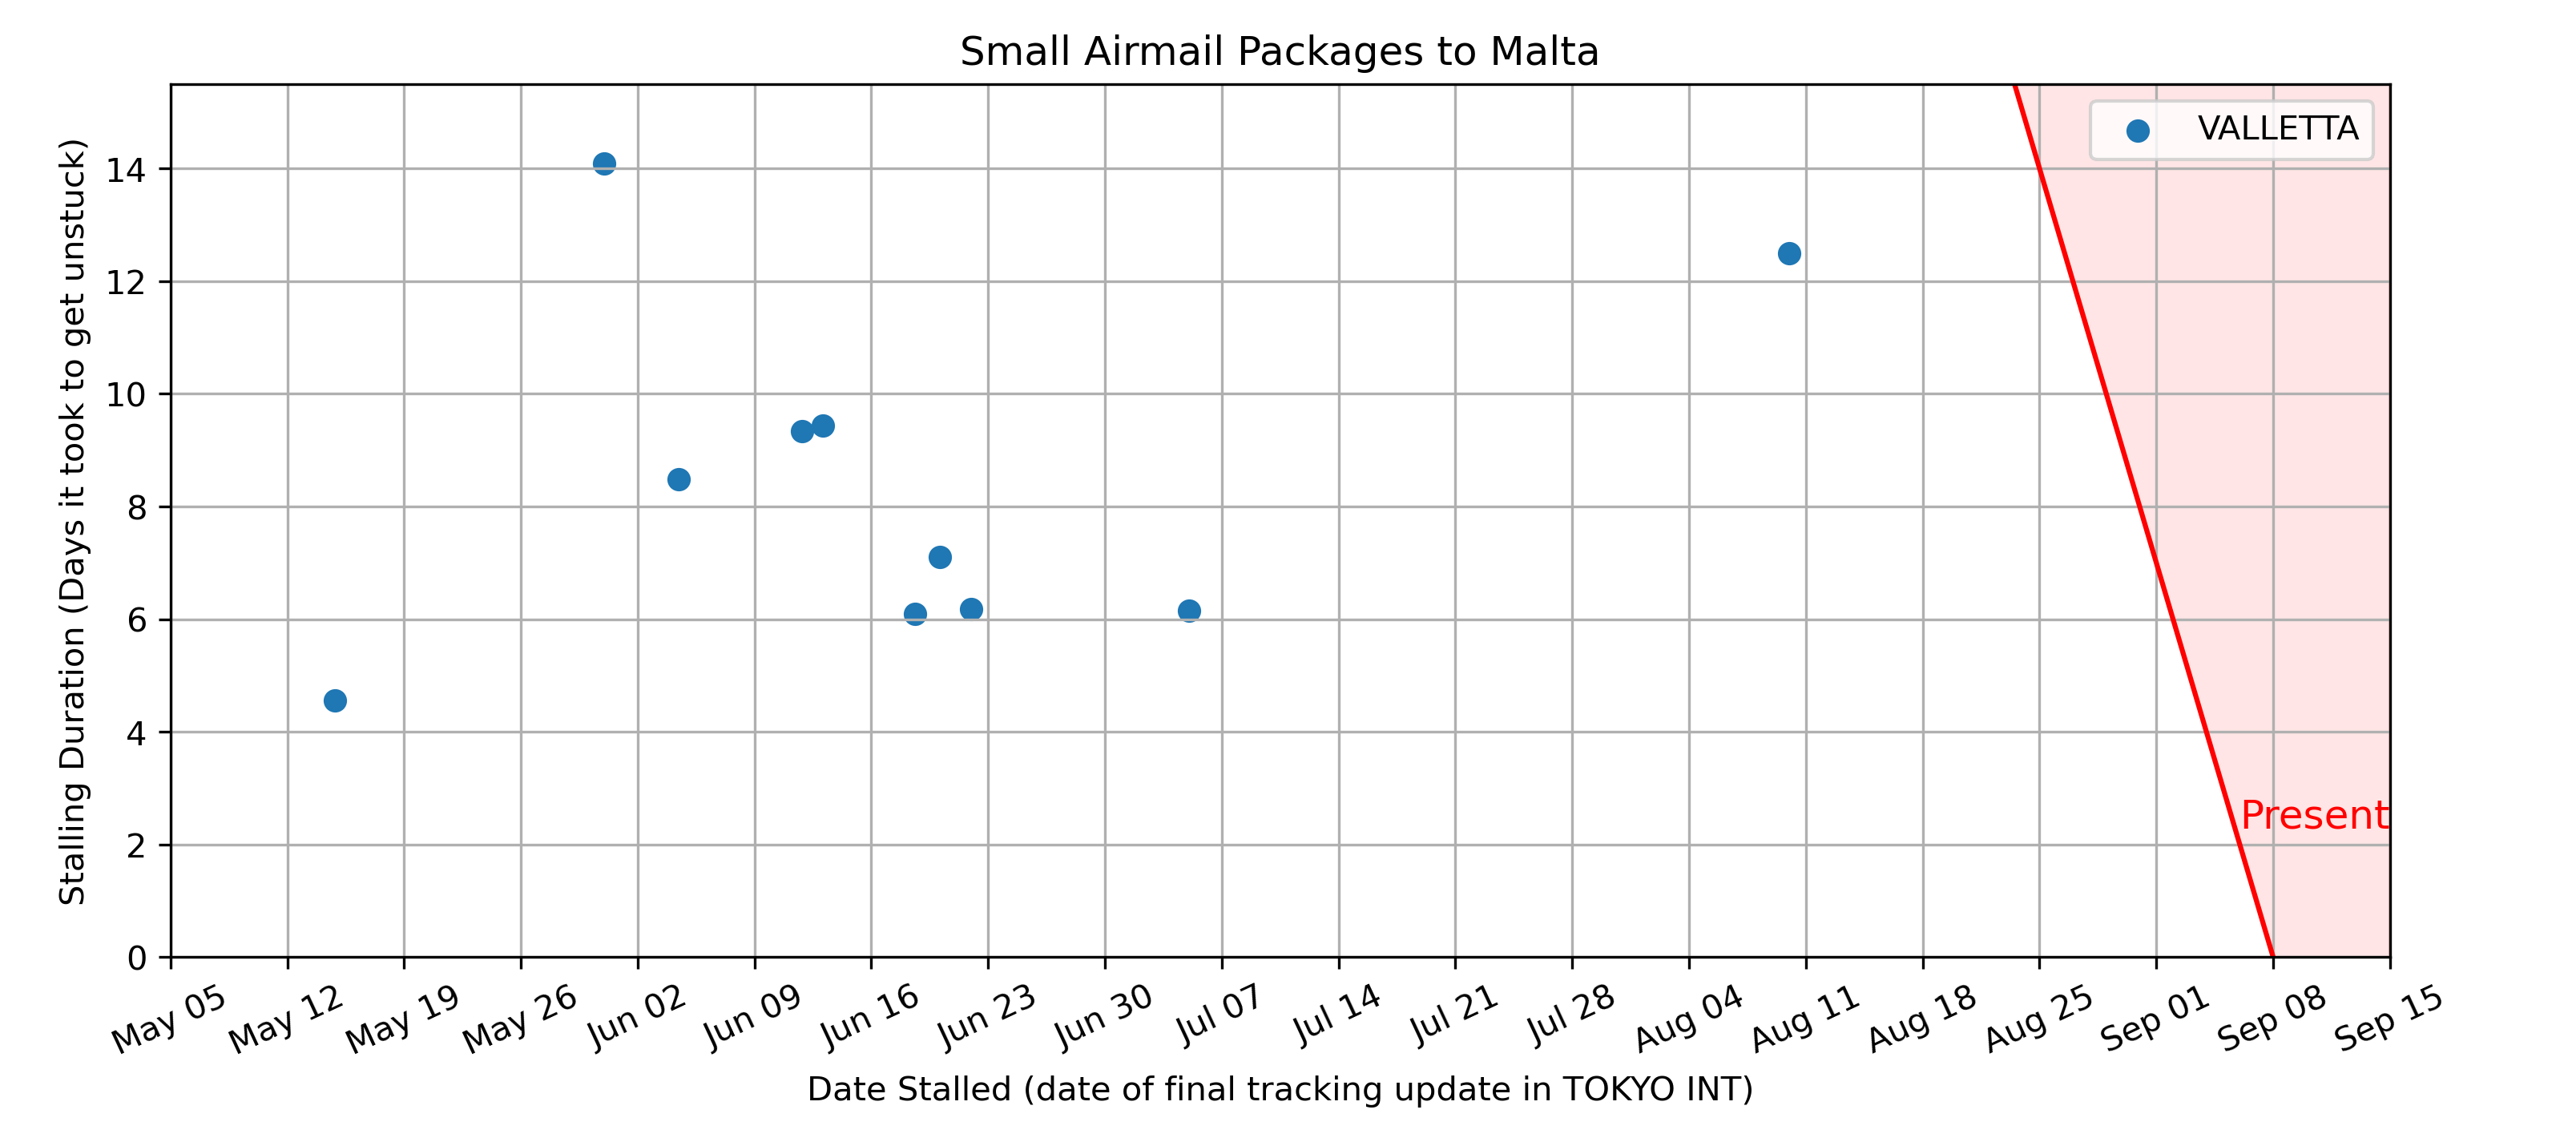 Small Airmail Packages to Malta
VALLETTA
Stalling Duration (Days it took to get unstuck)
14
12
10
8
6
4
2
0
Present
May 05 May 12 May 19 May 26 Jun 02 Jun 09 Jun 16 Jun 23 Jun 30 Jul 07 Jul 14 Jul 21 Jul 28 Aug 04 Aug 11 Aug 18 Aug 25 Sep 01 Sep 08 Sep 15
Date Stalled (date of final tracking update in TOKYO INT)